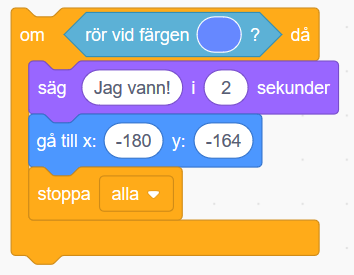 om rör vid färgen ? då
säg Jag vann! i 2 sekunder
gå till x: -180 y: -164
stoppa alla